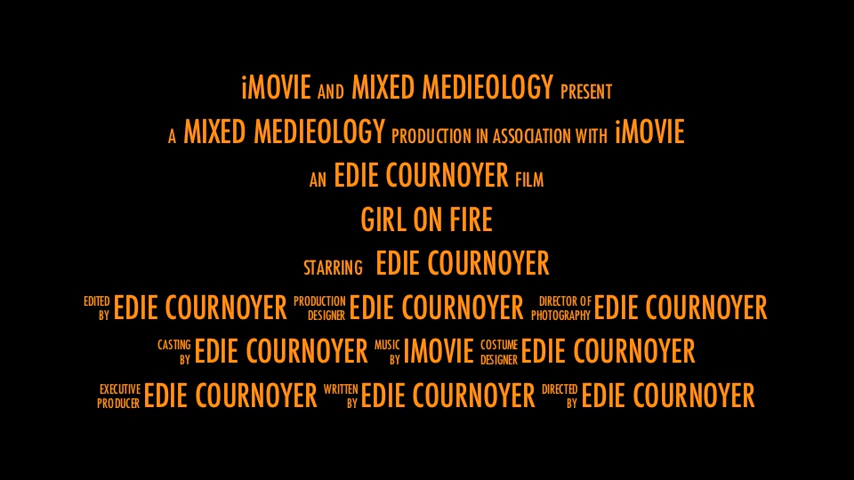 iMOVIE AND MIXED MEDIEOLOGY PRESENT
A MIXED MEDIEOLOGY PRODUCTION IN ASSOCIATION WITH iMOVIE
AN EDIE COURNOYER FILM
GIRL ON FIRE
STARRING EDIE COURNOYER
EDITED BY EDIE COURNOYER PRODUCTION DESIGNER EDIE COURNOYER DIRECTOR OF PHOTOGRAPHY EDIE COURNOYER
CASTING BY EDIE COURNOYER MUSIC BY IMOVIE COSTUME DESIGNER EDIE COURNOYER
EXECUTIVE PRODUCER EDIE COURNOYER WRITTEN BY EDIE COURNOYER DIRECTED BY EDIE COURNOYER